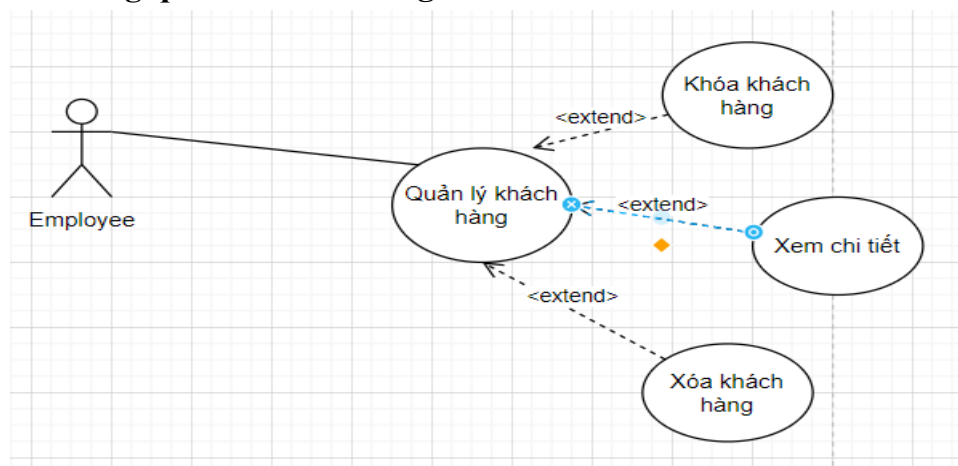 Khóa khách
hàng
<extend>
Quản lý khách
hàng
<extend>
Employee
Xem chi tiết
<extend>
Xóa khách
hàng